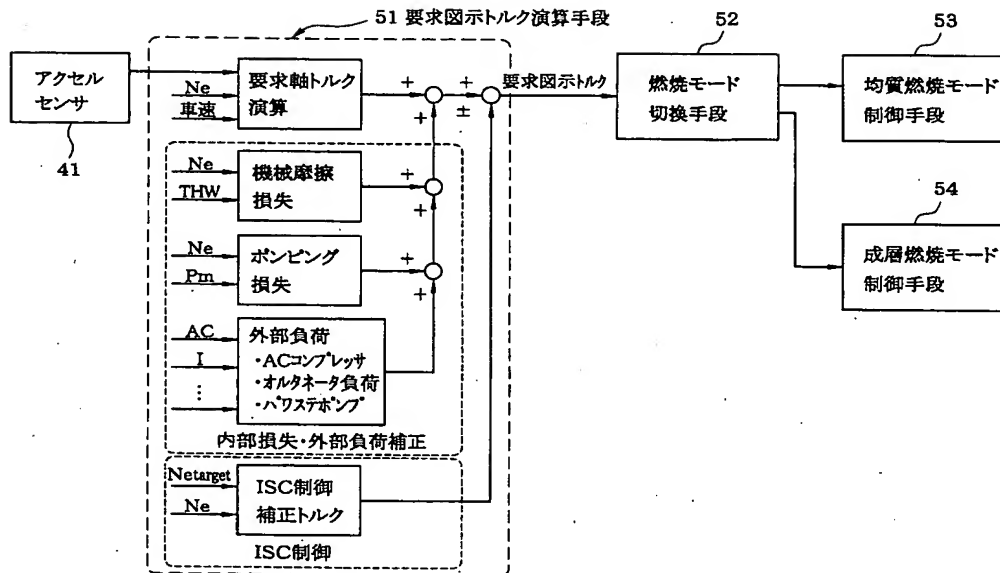 51 要求図示トルク演算手段
アクセル
センサ
41
Ne
車速
要求軸トルク
演算
+
+
+
±
要求図示トルク
52
燃焼モード
切換手段
53
均質燃焼モード
制御手段
54
成層燃焼モード
制御手段
Ne
THW
機械摩擦
損失
+
+
Ne
Pm
ポンピング
損失
+
+
AC
I
⋮
外部負荷
・ACコンプレッサ
・オルタネータ負荷
・パワステポンプ
内部損失・外部負荷補正
Netarget
Ne
ISC制御
補正トルク
ISC制御